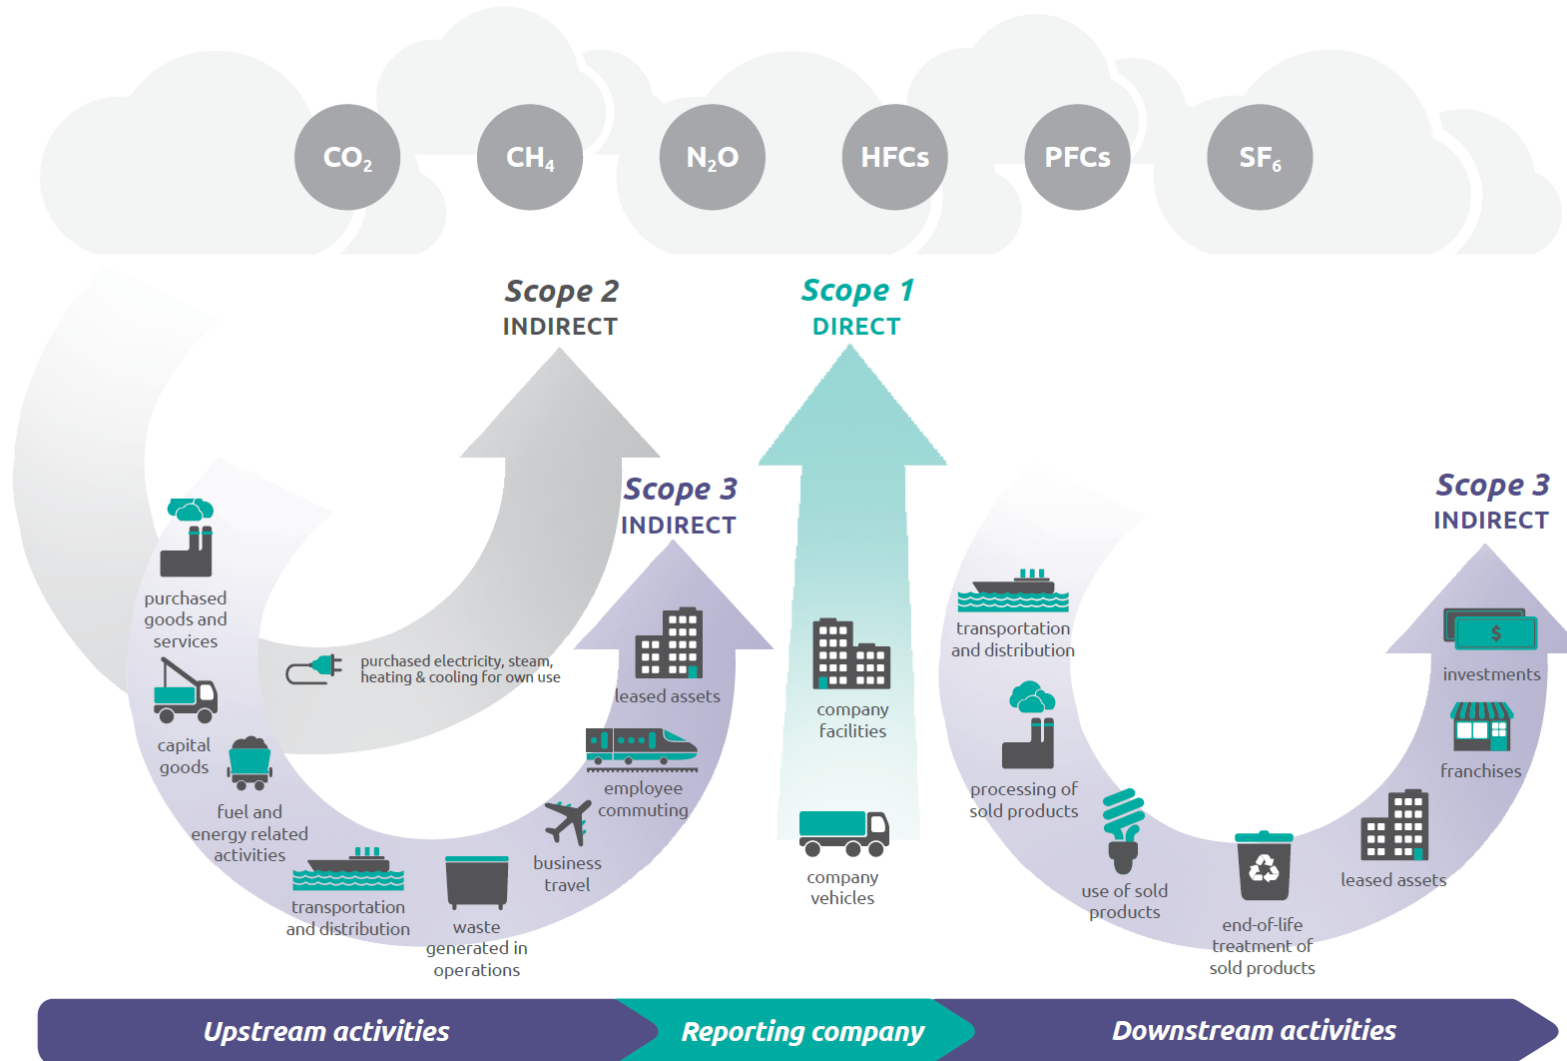 CO₂
CH₄
N₂O
HFCs
PFCs
SF₆
Scope 2
INDIRECT
Scope 1
DIRECT
Scope 3
INDIRECT
Scope 3
INDIRECT
purchased
goods and
services
capital
goods
fuel and
energy related
activities
purchased electricity, steam,
heating & cooling for own use
transportation
and distribution
waste
generated in
operations
business
travel
employee
commuting
leased assets
company
facilities
company
vehicles
transportation
and distribution
processing of
sold products
use of sold
products
end-of-life
treatment of
sold products
leased assets
franchises
$
investments
Upstream activities
Reporting company
Downstream activities